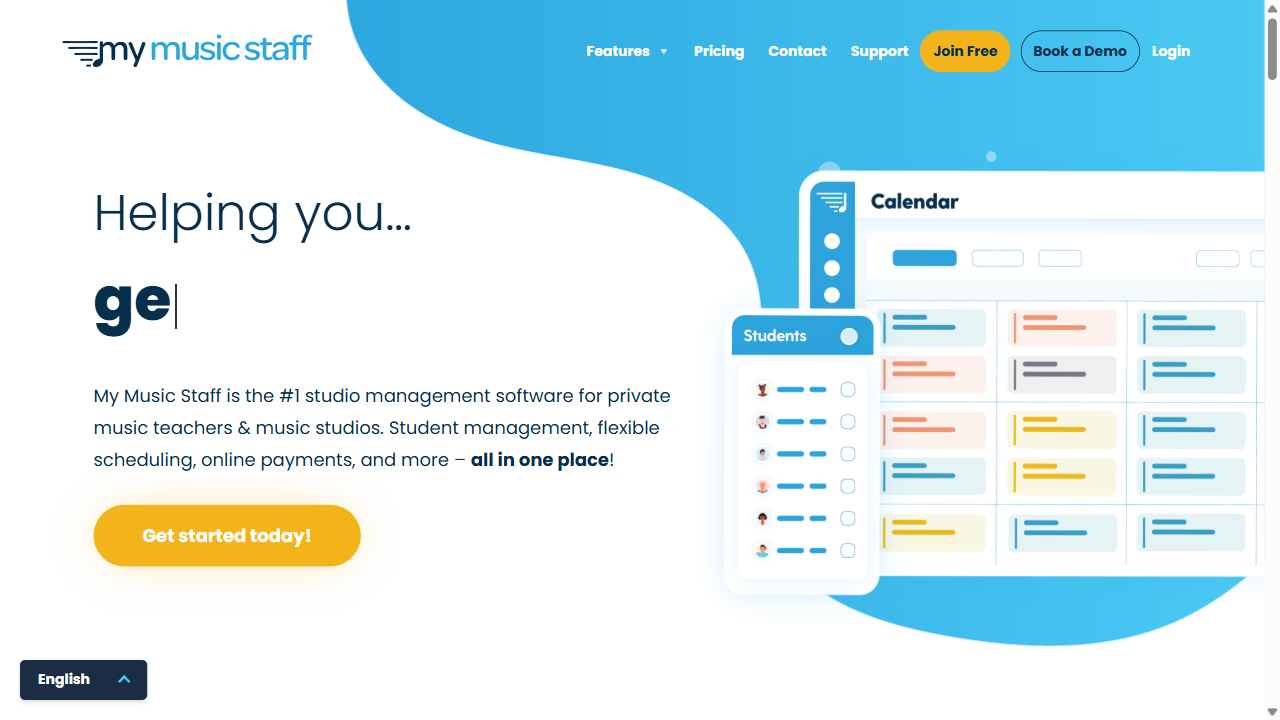 my music staff
Features Pricing Contact Support Join Free Book a Demo Login
Helping you...
ge
My Music Staff is the #1 studio management software for private
music teachers & music studios. Student management, flexible
scheduling, online payments, and more – all in one place!
Get started today!
Calendar
Students
English